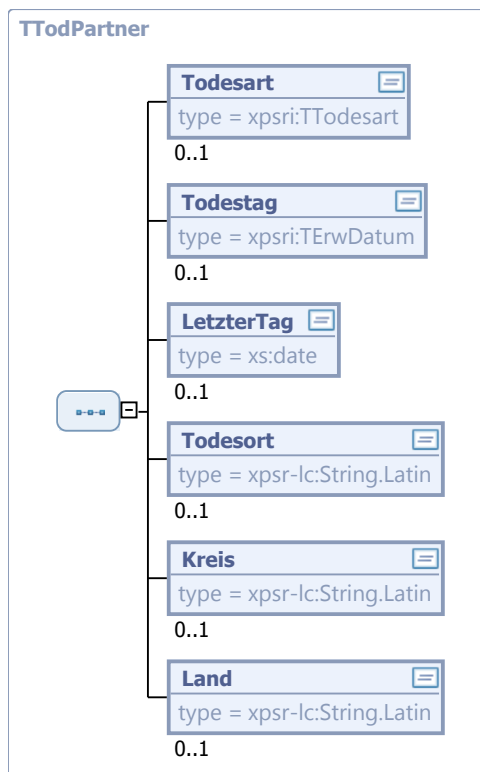 TTodPartner
Todesart
type = xpsri:TTodesart
0..1
Todestag
type = xpsri:TErwDatum
0..1
LetzterTag
type = xs:date
0..1
Todesort
type = xpsr-lc:String.Latin
0..1
Kreis
type = xpsr-lc:String.Latin
0..1
Land
type = xpsr-lc:String.Latin
0..1